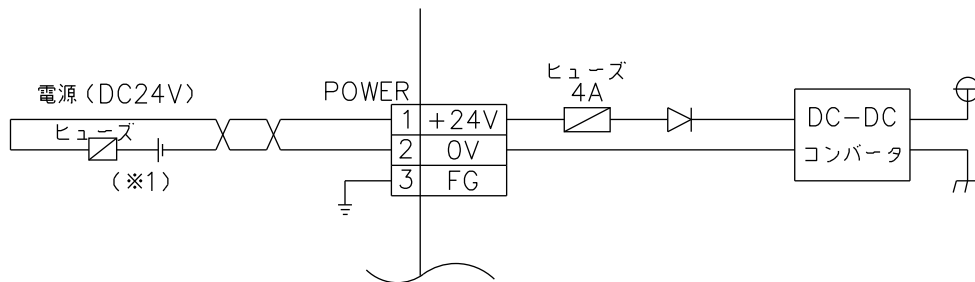 電源(DC24V)
ヒューズ
(※1)
POWER
1 +24V
2 0V
3 FG
ヒューズ
4A
DC-DC
コンバータ